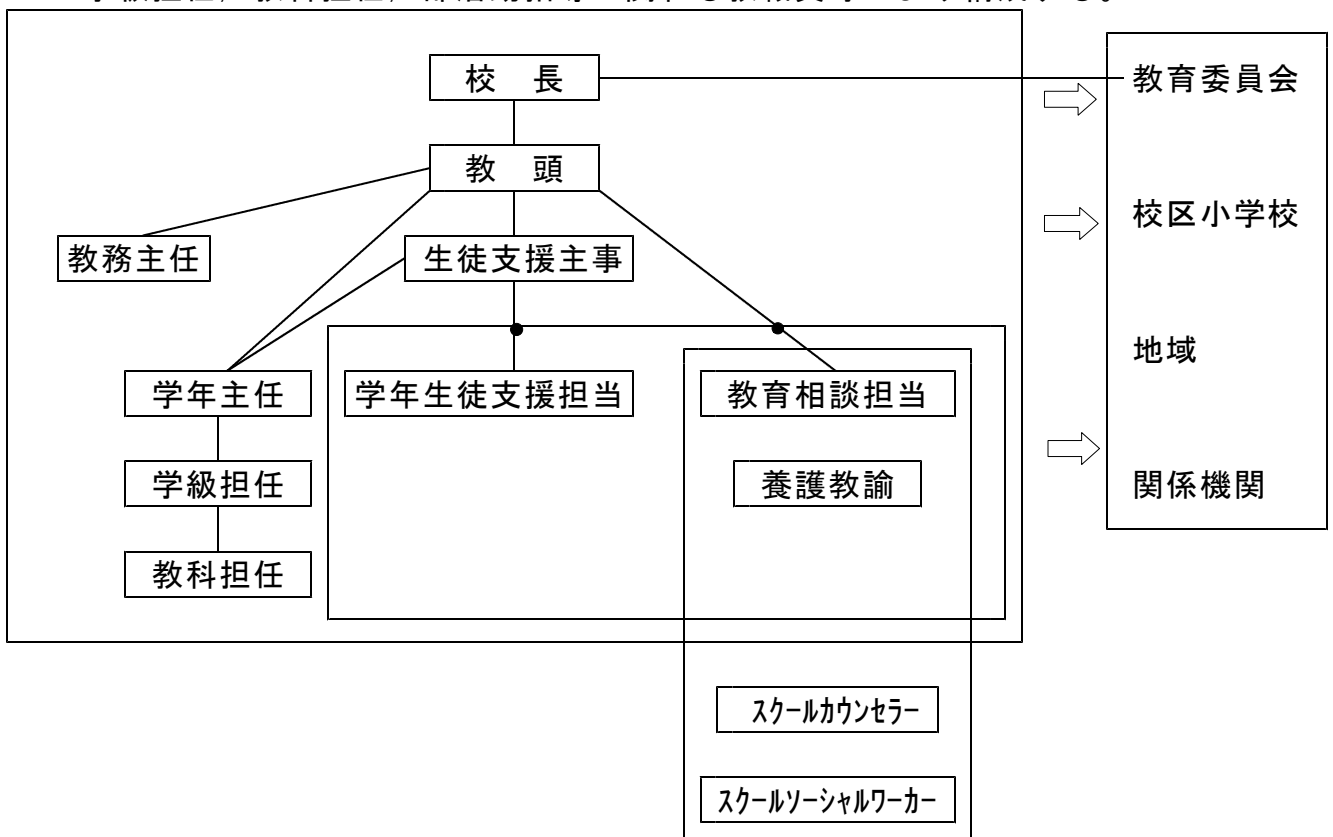 校　長
教育委員会
教　頭
校区小学校
教務主任
生徒支援主事
地域
学年主任
学年生徒支援担当
教育相談担当
学級担任
養護教諭
関係機関
教科担任
スクールカウンセラー
スクールソーシャルワーカー